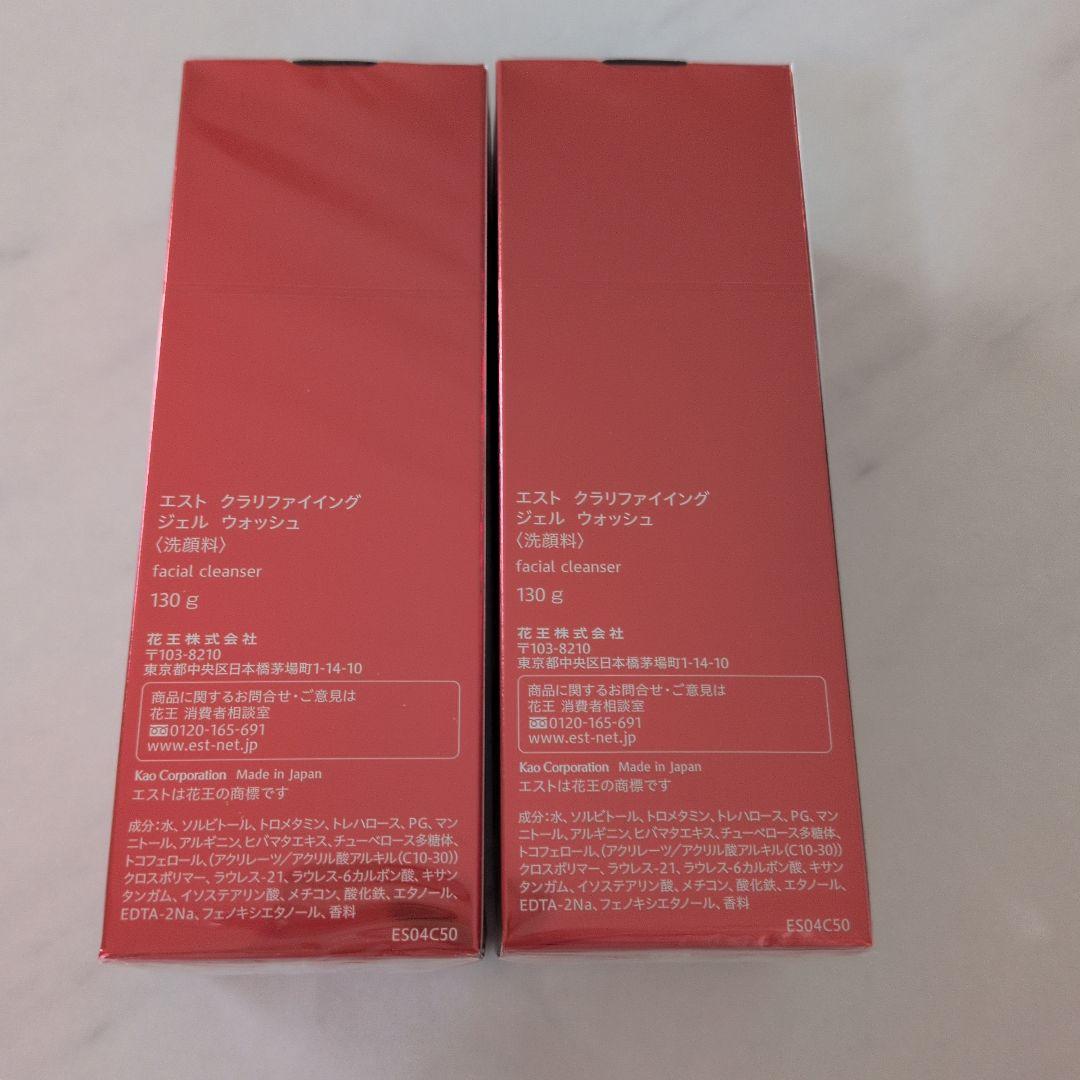 エスト クラリファイイング
ジェル ウォッシュ
〈洗顔料〉
facial cleanser
130 g
花王株式会社
〒103-8210
東京都中央区日本橋茅場町1-14-10
商品に関するお問合せ・ご意見は
花王 消費者相談室
0120-165-691
www.est-net.jp
Kao Corporation Made in Japan
エストは花王の商標です
成分：水、ソルビトール、トロメタミン、トレハロース、PG、マン
ニトール、アルギニン、ヒバマタエキス、チューベロース多糖体、
トコフェロール、(アクリレーツ／アクリル酸アルキル(C10-30))
クロスポリマー、ラウレス-21、ラウレス-6カルボン酸、キサン
タンガム、イソステアリン酸、メチコン、酸化鉄、エタノール、
EDTA-2Na、フェノキシエタノール、香料
ES04C50
エスト クラリファイイング
ジェル ウォッシュ
〈洗顔料〉
facial cleanser
130 g
花王株式会社
〒103-8210
東京都中央区日本橋茅場町1-14-10
商品に関するお問合せ・ご意見は
花王 消費者相談室
0120-165-691
www.est-net.jp
Kao Corporation Made in Japan
エストは花王の商標です
成分：水、ソルビトール、トロメタミン、トレハロース、PG、マン
ニトール、アルギニン、ヒバマタエキス、チューベロース多糖体、
トコフェロール、(アクリレーツ／アクリル酸アルキル(C10-30))
クロスポリマー、ラウレス-21、ラウレス-6カルボン酸、キサン
タンガム、イソステアリン酸、メチコン、酸化鉄、エタノール、
EDTA-2Na、フェノキシエタノール、香料
ES04C50